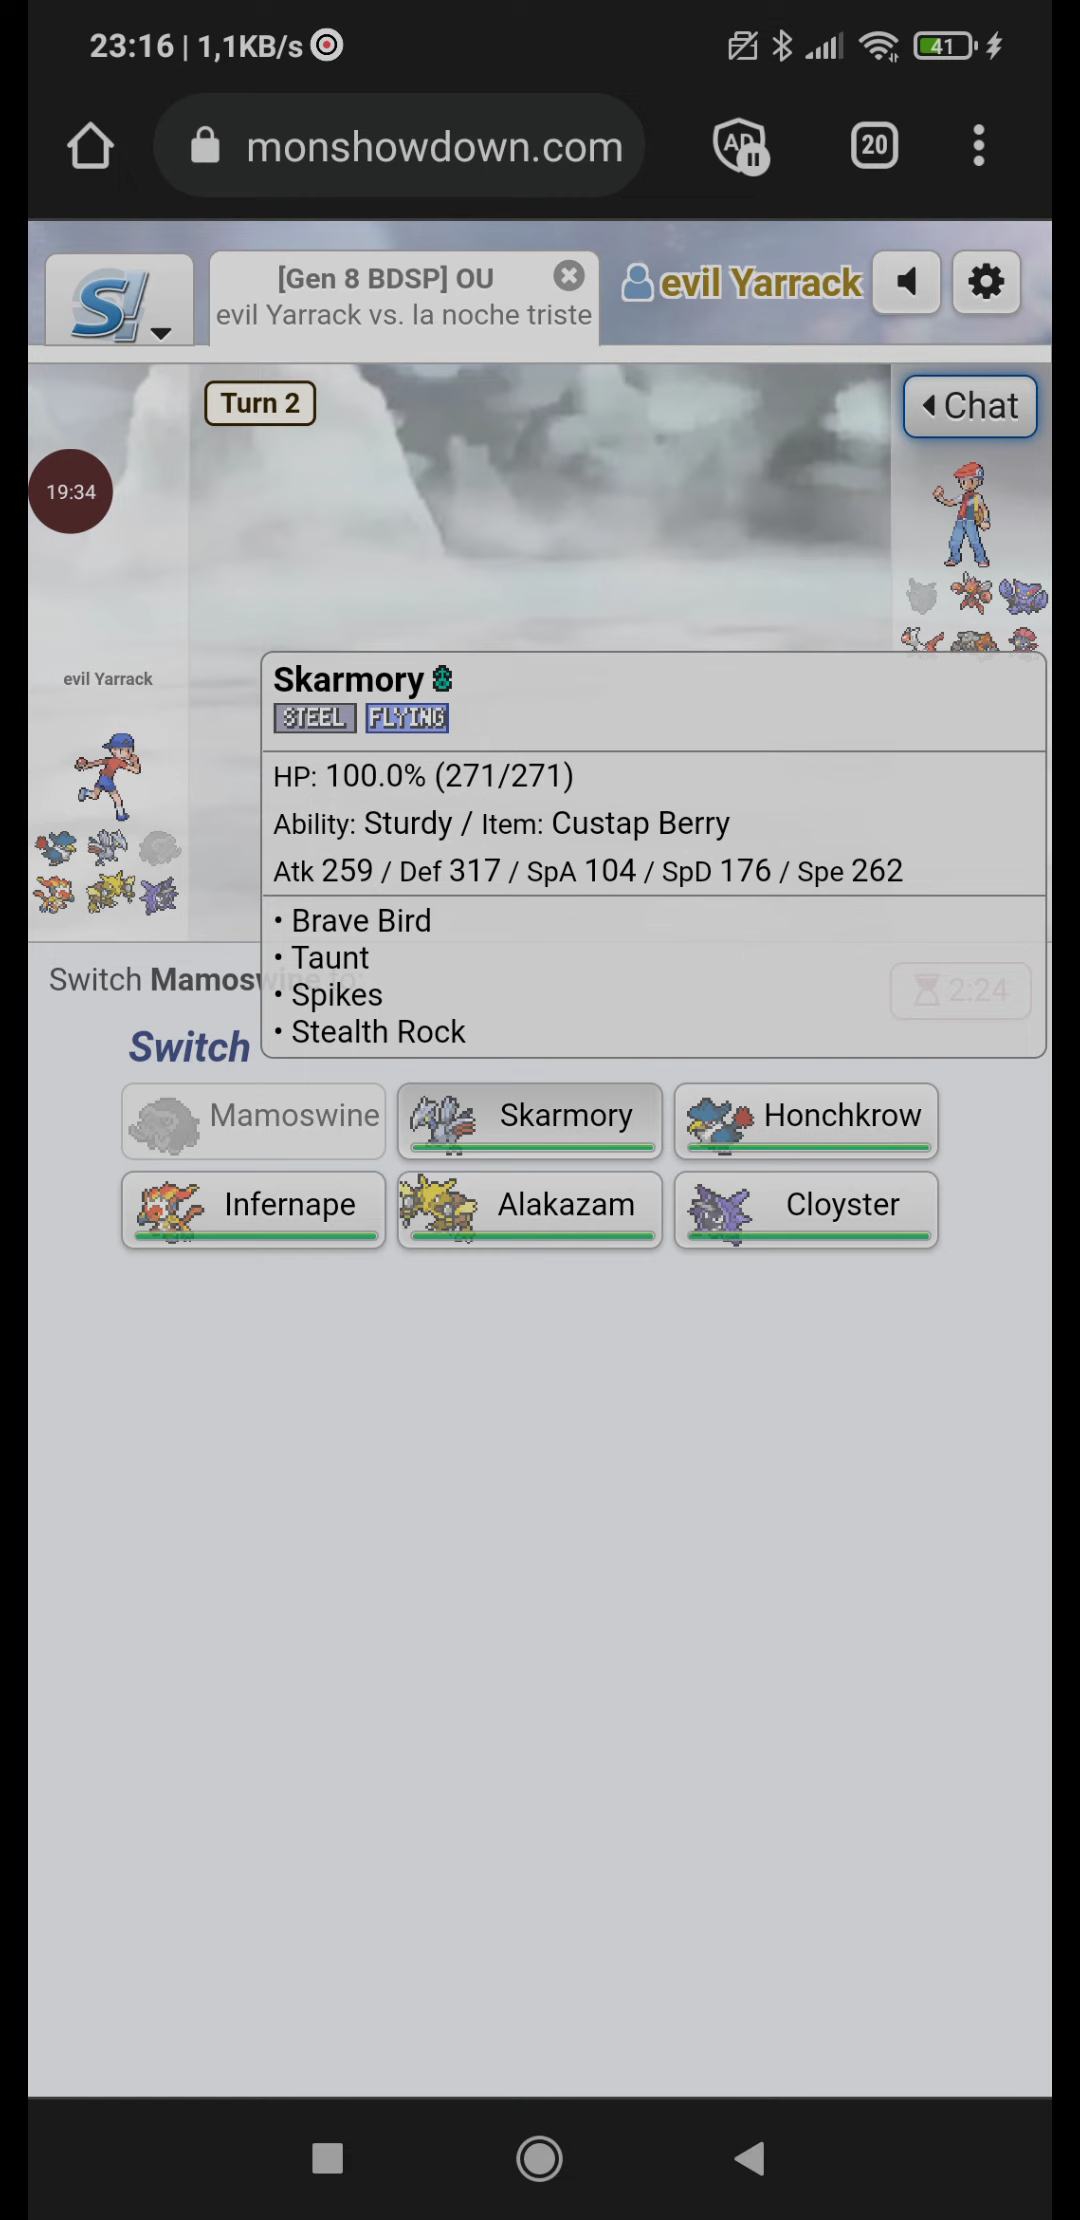 23:16 | 1,1KB/s
41
monshowdown.com
AD
20
S!
[Gen 8 BDSP] OU
evil Yarrack vs. la noche triste
evil Yarrack
Turn 2
Chat
19:34
evil Yarrack
Skarmory
STEEL FLYING
HP: 100.0% (271/271)
Ability: Sturdy / Item: Custap Berry
Atk 259 / Def 317 / SpA 104 / SpD 176 / Spe 262
• Brave Bird
• Taunt
• Spikes
• Stealth Rock
Switch Mamoswine to:
2:24
Switch
Mamoswine
Skarmory
Honchkrow
Infernape
Alakazam
Cloyster